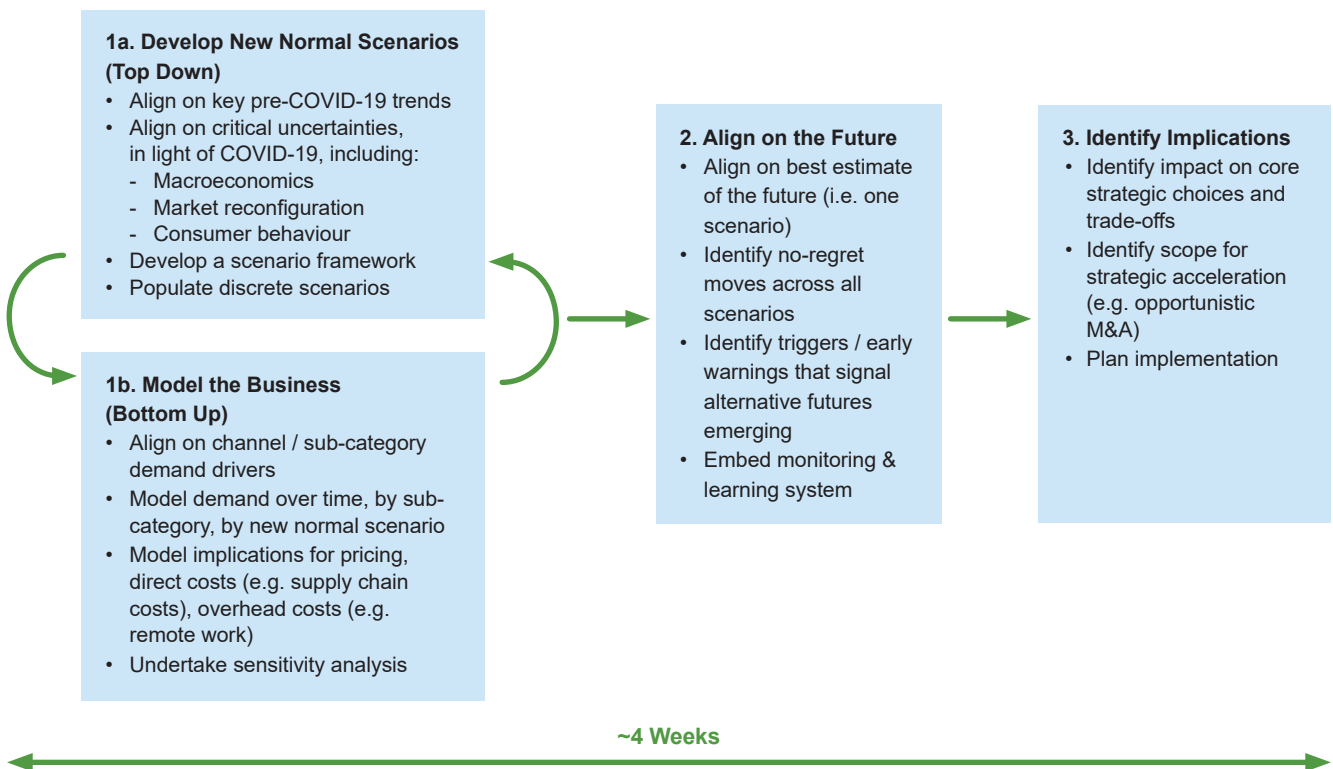 1a. Develop New Normal Scenarios
(Top Down)
• Align on key pre-COVID-19 trends
• Align on critical uncertainties,
in light of COVID-19, including:
- Macroeconomics
- Market reconfiguration
- Consumer behaviour
• Develop a scenario framework
• Populate discrete scenarios
1b. Model the Business
(Bottom Up)
• Align on channel / sub-category
demand drivers
• Model demand over time, by sub-
category, by new normal scenario
• Model implications for pricing,
direct costs (e.g. supply chain
costs), overhead costs (e.g.
remote work)
• Undertake sensitivity analysis
2. Align on the Future
• Align on best estimate
of the future (i.e. one
scenario)
• Identify no-regret
moves across all
scenarios
• Identify triggers / early
warnings that signal
alternative futures
emerging
• Embed monitoring &
learning system
3. Identify Implications
• Identify impact on core
strategic choices and
trade-offs
• Identify scope for
strategic acceleration
(e.g. opportunistic
M&A)
• Plan implementation
~4 Weeks